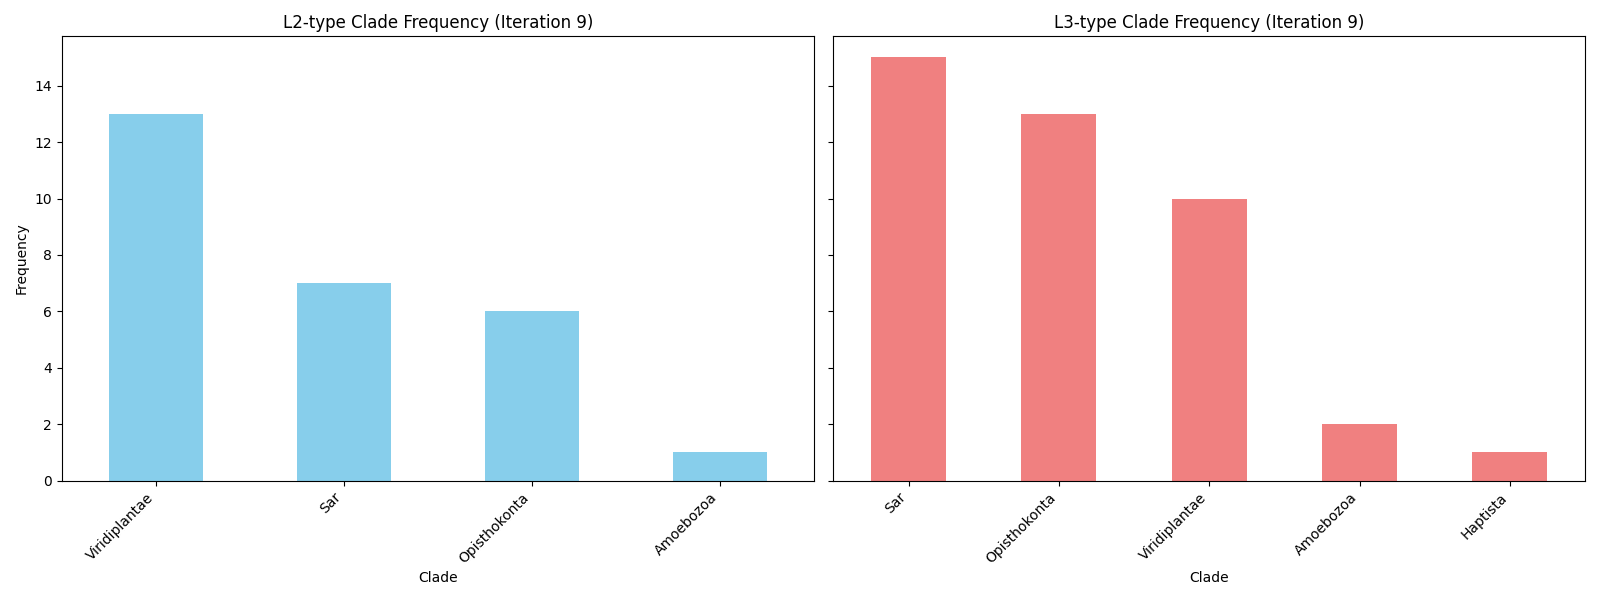 L2-type Clade Frequency (Iteration 9)
L3-type Clade Frequency (Iteration 9)
14
12
10
8
6
4
2
0
Frequency
Viridiplantae
Sar
Opisthokonta
Amoebozoa
Clade
Sar
Opisthokonta
Viridiplantae
Amoebozoa
Haptista
Clade